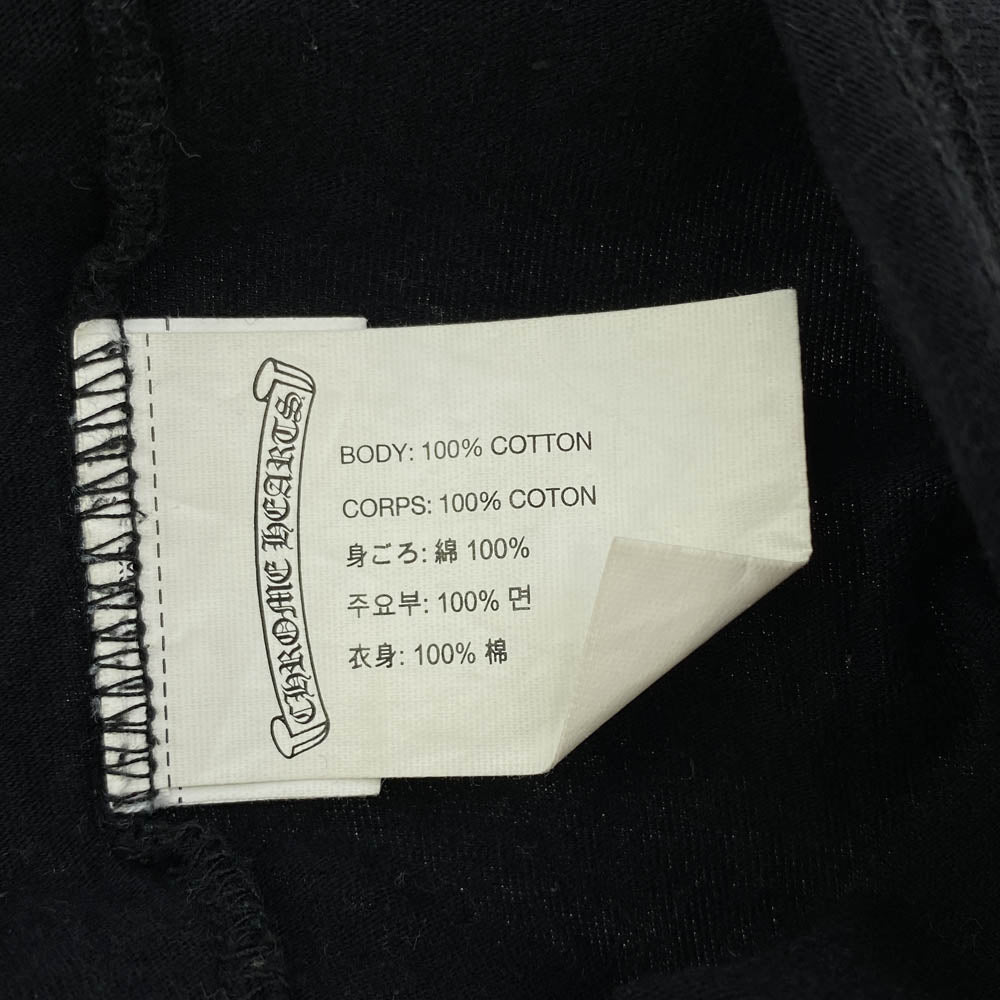 CHROME HEARTS
BODY: 100% COTTON
CORPS: 100% COTON
身ごろ: 綿 100%
주요부: 100% 면
衣身: 100% 棉